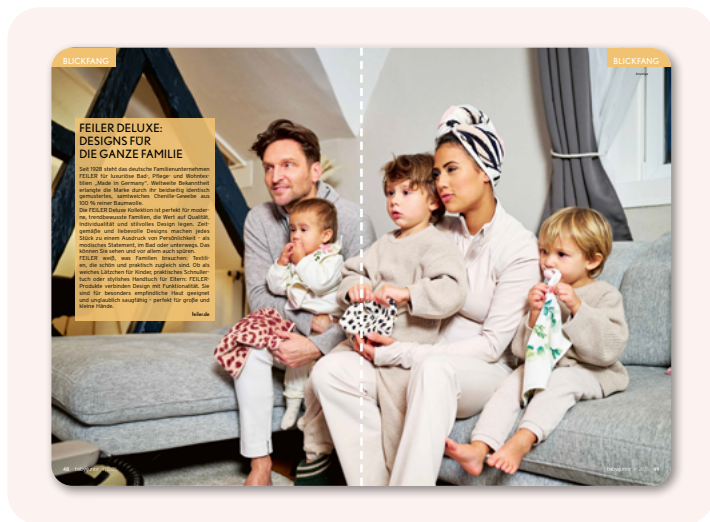 BLICKFANG
BLICKFANG
FEILER DELUXE:
DESIGNS FÜR
DIE GANZE FAMILIE
Seit 1928 steht das deutsche Familienunternehmen
FEILER für luxuriöse Bad-, Pflege- und Wohntex-
tilien „Made in Germany“. Weltweite Bekanntheit
erlangte die Marke durch ihr beidseitig identisch
gemustertes, samtweiches Chenille-Gewebe aus
100 % reiner Baumwolle.
Die FEILER Deluxe Kollektion ist perfekt für moder-
ne, trendbewusste Familien, die Wert auf Qualität,
Individualität und stilvolles Design legen. Zeit-
gemäße und liebevolle Designs machen jedes
Stück zu einem Ausdruck von Persönlichkeit – als
modisches Statement, im Bad oder unterwegs. Das
können Sie sehen und vor allem auch spüren.
FEILER weiß, was Familien brauchen: Textili-
en, die schön und praktisch zugleich sind. Ob als
weiches Lätzchen für Kinder, praktisches Schnuller-
tuch oder stylishes Handtuch für Eltern: FEILER-
Produkte verbinden Design mit Funktionalität. Sie
sind für besonders empfindliche Haut geeignet
und unglaublich saugfähig – perfekt für große und
kleine Hände.
feiler.de
48
49